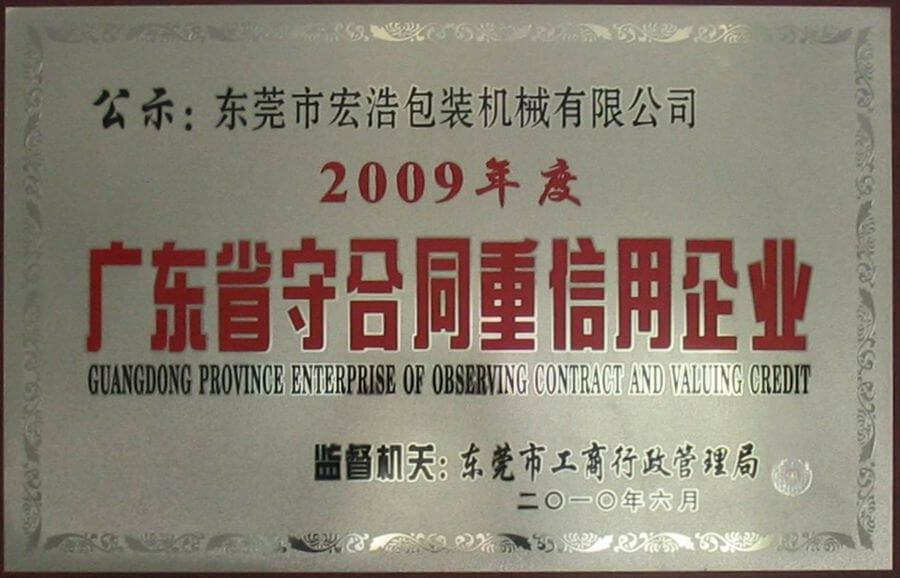 公示：东莞市宏浩包装机械有限公司
2009年度
广东省守合同重信用企业
GUANGDONG PROVINCE ENTERPRISE OF OBSERVING CONTRACT AND VALUING CREDIT
监督机关：东莞市工商行政管理局
二〇一〇年六月